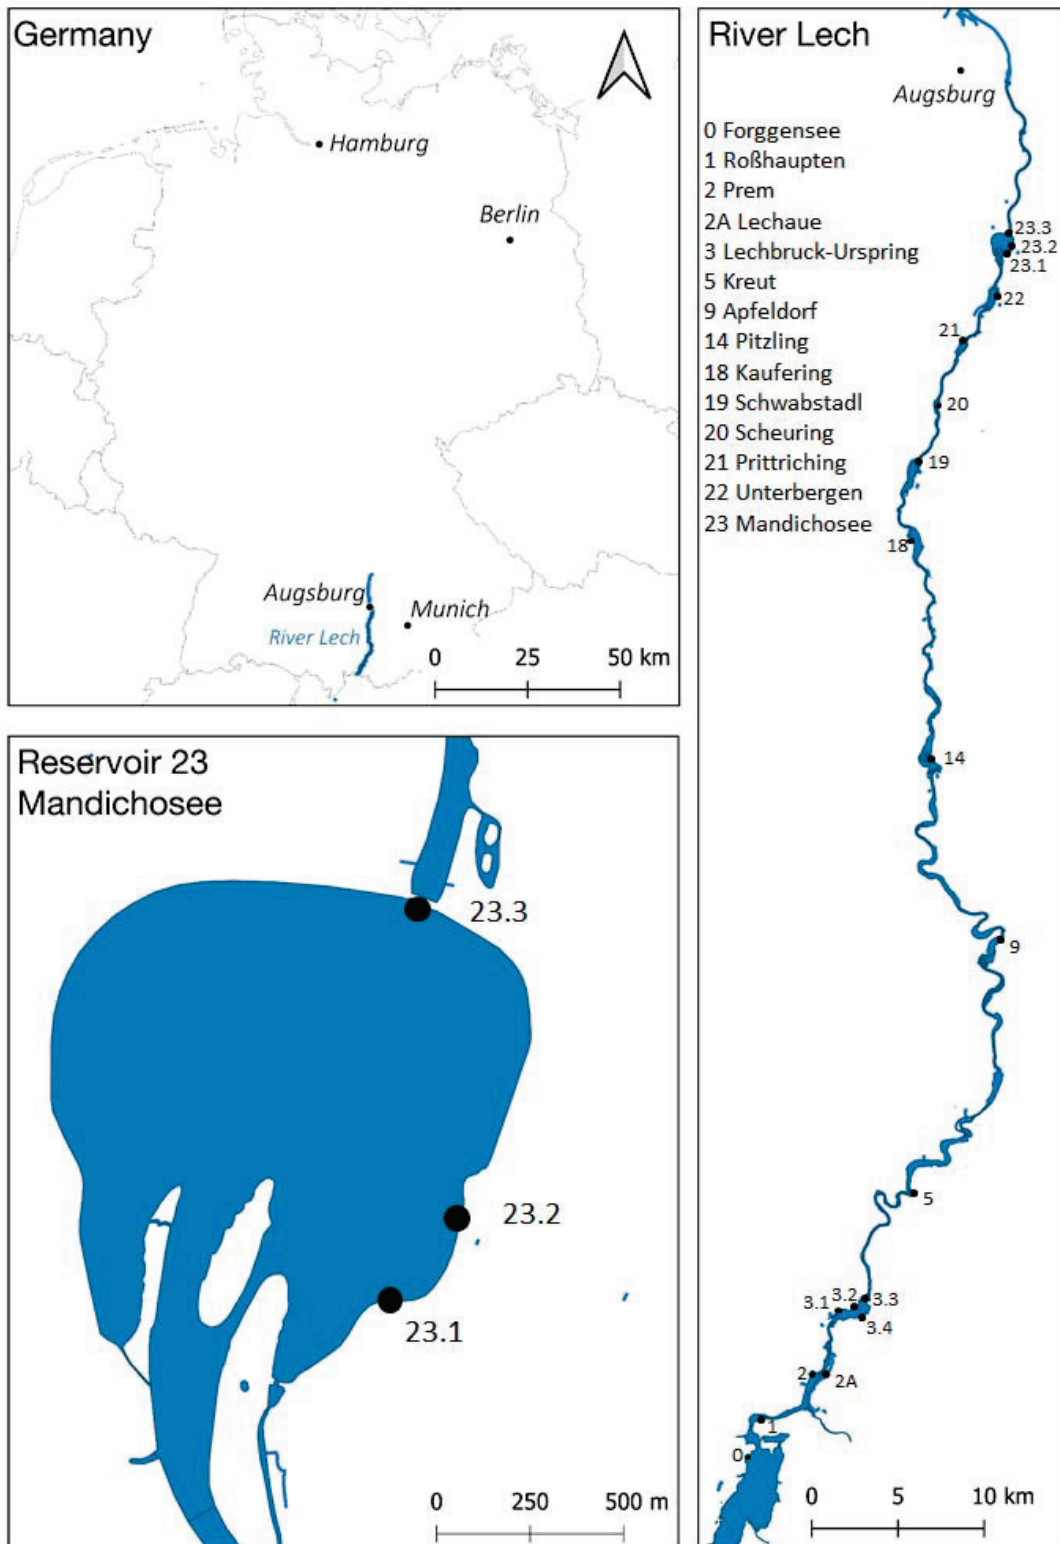 Germany
Hamburg
Berlin
Augsburg
Munich
River Lech
0 25 50 km
Reservoir 23
Mandichosee
23.3
23.2
23.1
0 250 500 m
River Lech
Augsburg
0 Forggensee
1 Roßhaupten
2 Prem
2A Lechaue
3 Lechbruck-Urspring
5 Kreut
9 Apfeldorf
14 Pitzling
18 Kaufering
19 Schwabstadl
20 Scheuring
21 Prittriching
22 Unterbergen
23 Mandichosee
23.3
23.2
23.1
22
21
20
19
18
14
9
5
3.2
3.3
3.1
3.4
2
2A
1
0
0 5 10 km